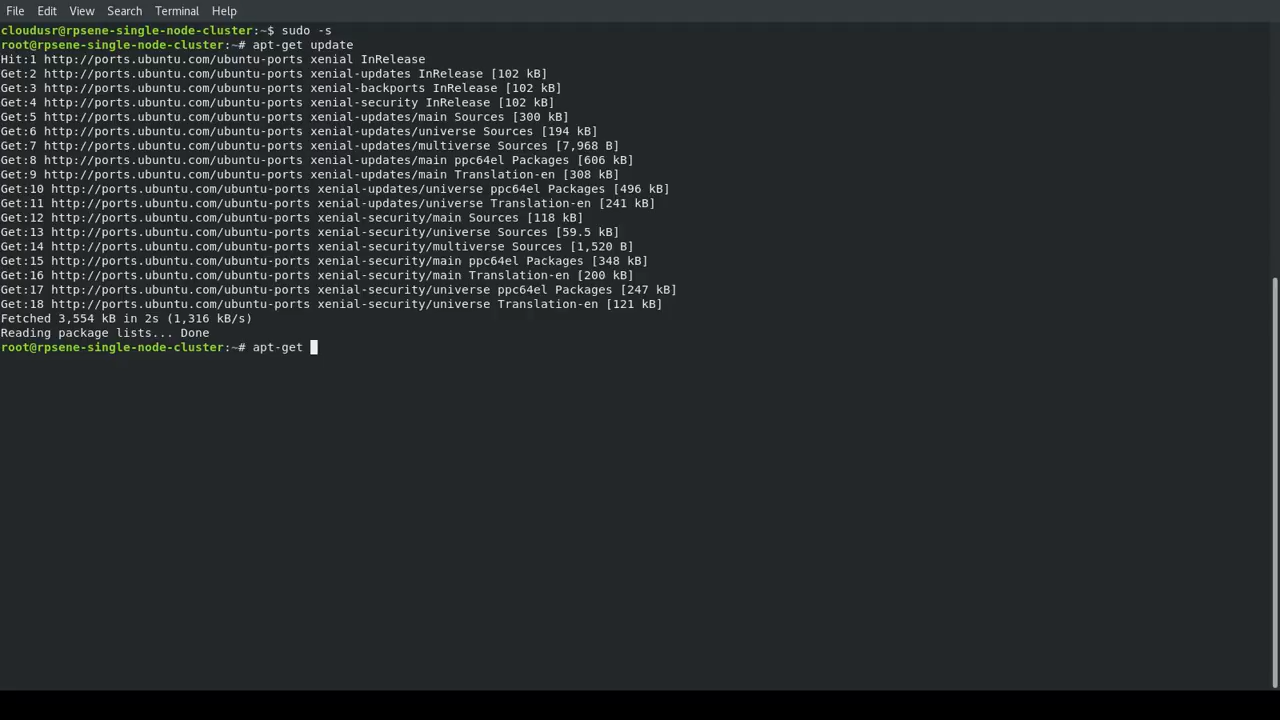 File Edit View Search Terminal Help
cloudusr@rpsene-single-node-cluster:~$ sudo -s
root@rpsene-single-node-cluster:~# apt-get update
Hit:1 http://ports.ubuntu.com/ubuntu-ports xenial InRelease
Get:2 http://ports.ubuntu.com/ubuntu-ports xenial-updates InRelease [102 kB]
Get:3 http://ports.ubuntu.com/ubuntu-ports xenial-backports InRelease [102 kB]
Get:4 http://ports.ubuntu.com/ubuntu-ports xenial-security InRelease [102 kB]
Get:5 http://ports.ubuntu.com/ubuntu-ports xenial-updates/main Sources [300 kB]
Get:6 http://ports.ubuntu.com/ubuntu-ports xenial-updates/universe Sources [194 kB]
Get:7 http://ports.ubuntu.com/ubuntu-ports xenial-updates/multiverse Sources [7,968 B]
Get:8 http://ports.ubuntu.com/ubuntu-ports xenial-updates/main ppc64el Packages [606 kB]
Get:9 http://ports.ubuntu.com/ubuntu-ports xenial-updates/main Translation-en [308 kB]
Get:10 http://ports.ubuntu.com/ubuntu-ports xenial-updates/universe ppc64el Packages [496 kB]
Get:11 http://ports.ubuntu.com/ubuntu-ports xenial-updates/universe Translation-en [241 kB]
Get:12 http://ports.ubuntu.com/ubuntu-ports xenial-security/main Sources [118 kB]
Get:13 http://ports.ubuntu.com/ubuntu-ports xenial-security/universe Sources [59.5 kB]
Get:14 http://ports.ubuntu.com/ubuntu-ports xenial-security/multiverse Sources [1,520 B]
Get:15 http://ports.ubuntu.com/ubuntu-ports xenial-security/main ppc64el Packages [348 kB]
Get:16 http://ports.ubuntu.com/ubuntu-ports xenial-security/main Translation-en [200 kB]
Get:17 http://ports.ubuntu.com/ubuntu-ports xenial-security/universe ppc64el Packages [247 kB]
Get:18 http://ports.ubuntu.com/ubuntu-ports xenial-security/universe Translation-en [121 kB]
Fetched 3,554 kB in 2s (1,316 kB/s)
Reading package lists... Done
root@rpsene-single-node-cluster:~# apt-get